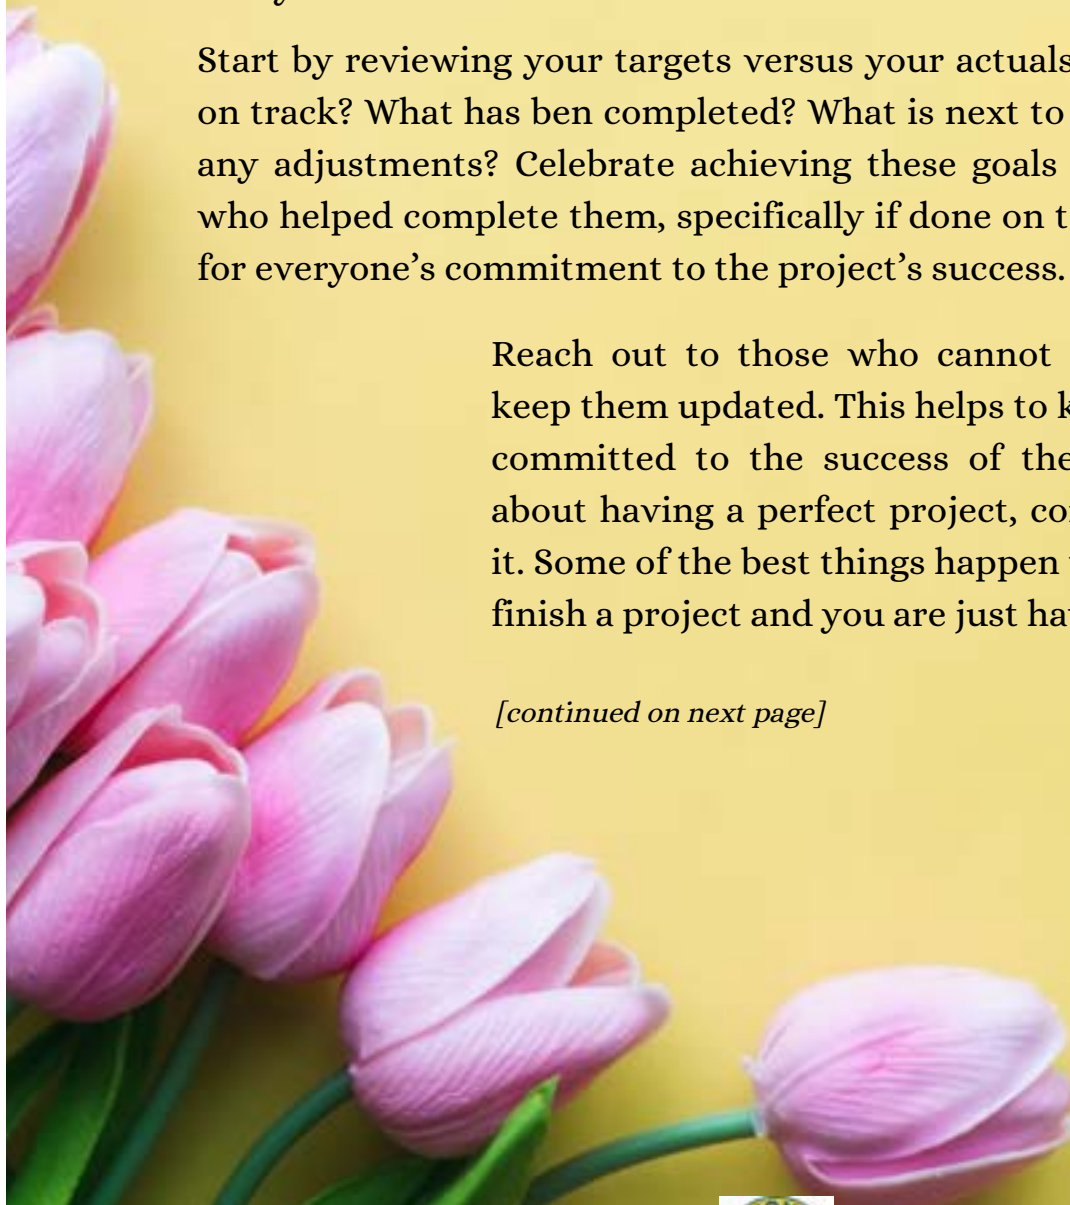 Start by reviewing your targets versus your actuals
on track? What has ben completed? What is next to
any adjustments? Celebrate achieving these goals
who helped complete them, specifically if done on t
for everyone’s commitment to the project’s success.
Reach out to those who cannot
keep them updated. This helps to k
committed to the success of the
about having a perfect project, co
it. Some of the best things happen
finish a project and you are just ha
[continued on next page]